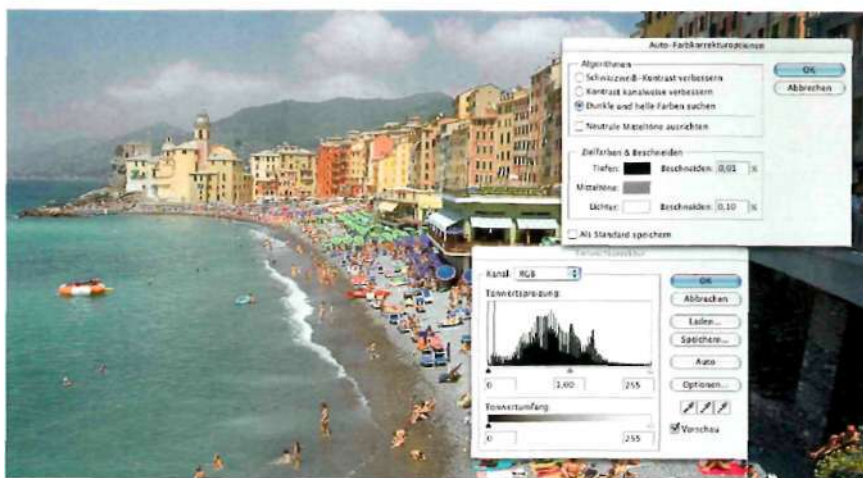 Auto-Farbkorrekturoptionen
Algorithmen
Schwarzweiß-Kontrast verbessern
Kontrast kanalweise verbessern
Dunkle und helle Farben suchen
Neutrale Mitteltöne ausrichten
OK
Abbrechen
Zielfarben & Beschneiden
Tiefen: Beschneiden: 0,01 %
Mitteltöne:
Lichter: Beschneiden: 0,10 %
Als Standard speichern
Tonwertkorrektur
Kanal: RGB
Tonwertspreizung:
0 1,00 255
Tonwertumfang:
0 255
OK
Abbrechen
Laden...
Speichern...
Auto
Optionen...
Vorschau